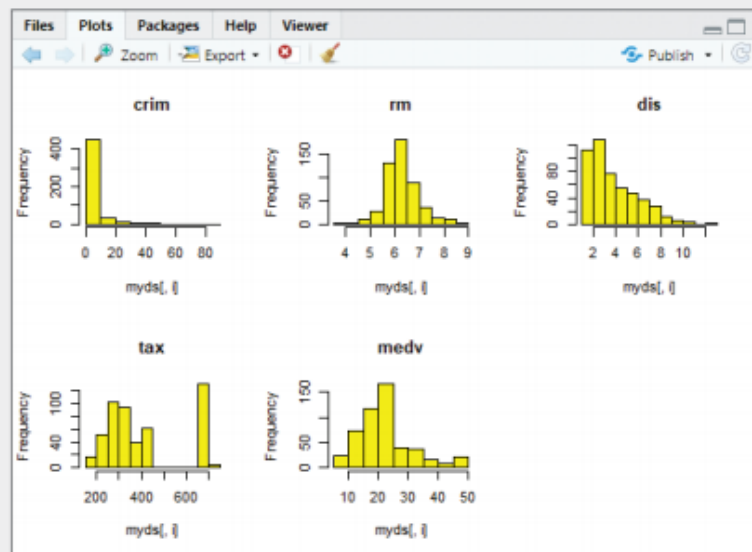 Files Plots Packages Help Viewer
Zoom Export Publish
crim
Frequency
0 200 400
0 20 40 60 80
myds[, i]
rm
Frequency
0 50 150
4 5 6 7 8 9
myds[, i]
dis
Frequency
0 40 80
2 4 6 8 10
myds[, i]
tax
Frequency
0 40 100
200 400 600
myds[, i]
medv
Frequency
0 50 150
10 20 30 40 50
myds[, i]